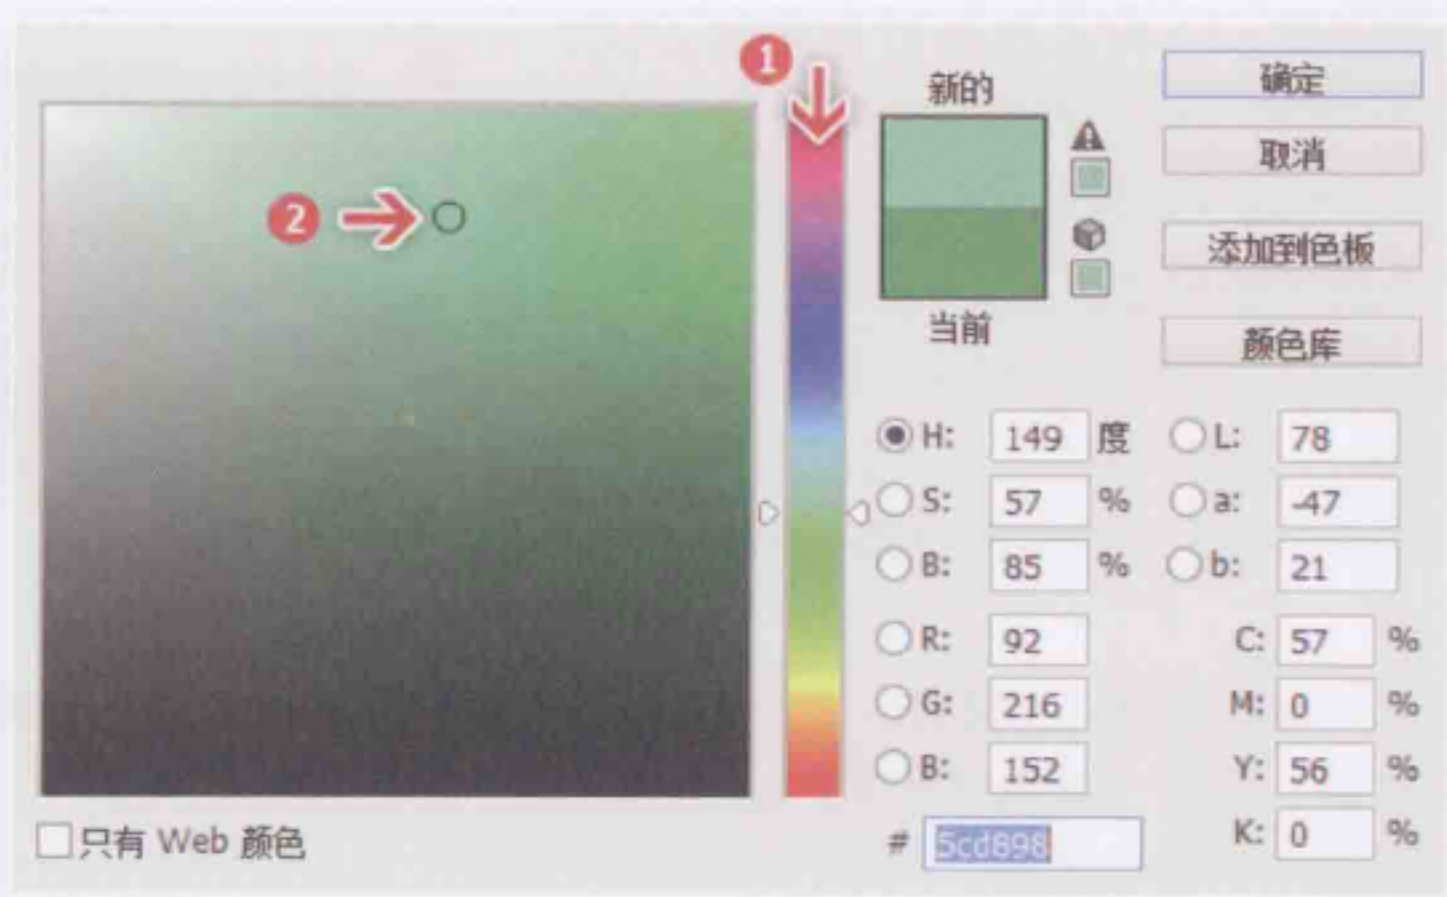 1
新的
确定
取消
2
添加到色板
当前
颜色库
H: 149 度
L: 78
S: 57 %
a: -47
B: 85 %
b: 21
R: 92
C: 57 %
G: 216
M: 0 %
B: 152
Y: 56 %
只有 Web 颜色
# 5cd898
K: 0 %